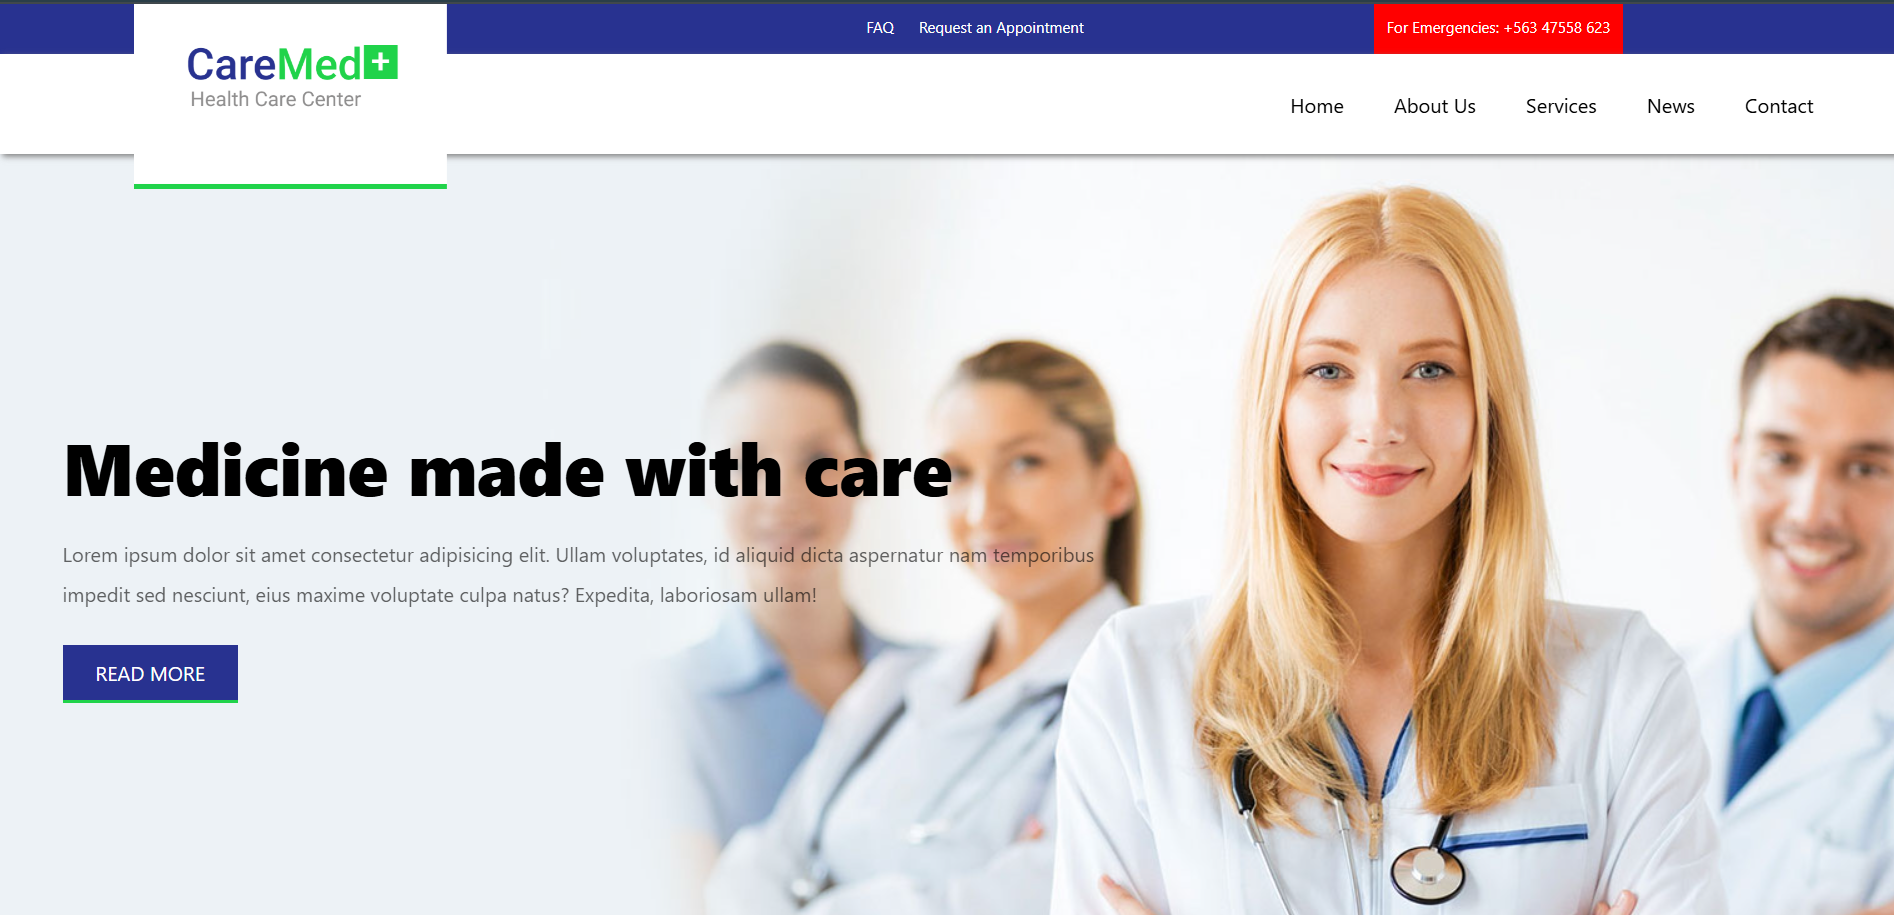 FAQ Request an Appointment For Emergencies: +563 47558 623
CareMed+
Health Care Center
Home About Us Services News Contact
Medicine made with care
Lorem ipsum dolor sit amet consectetur adipisicing elit. Ullam voluptates, id aliquid dicta aspernatur nam temporibus
impedit sed nesciunt, eius maxime voluptate culpa natus? Expedita, laboriosam ullam!
READ MORE